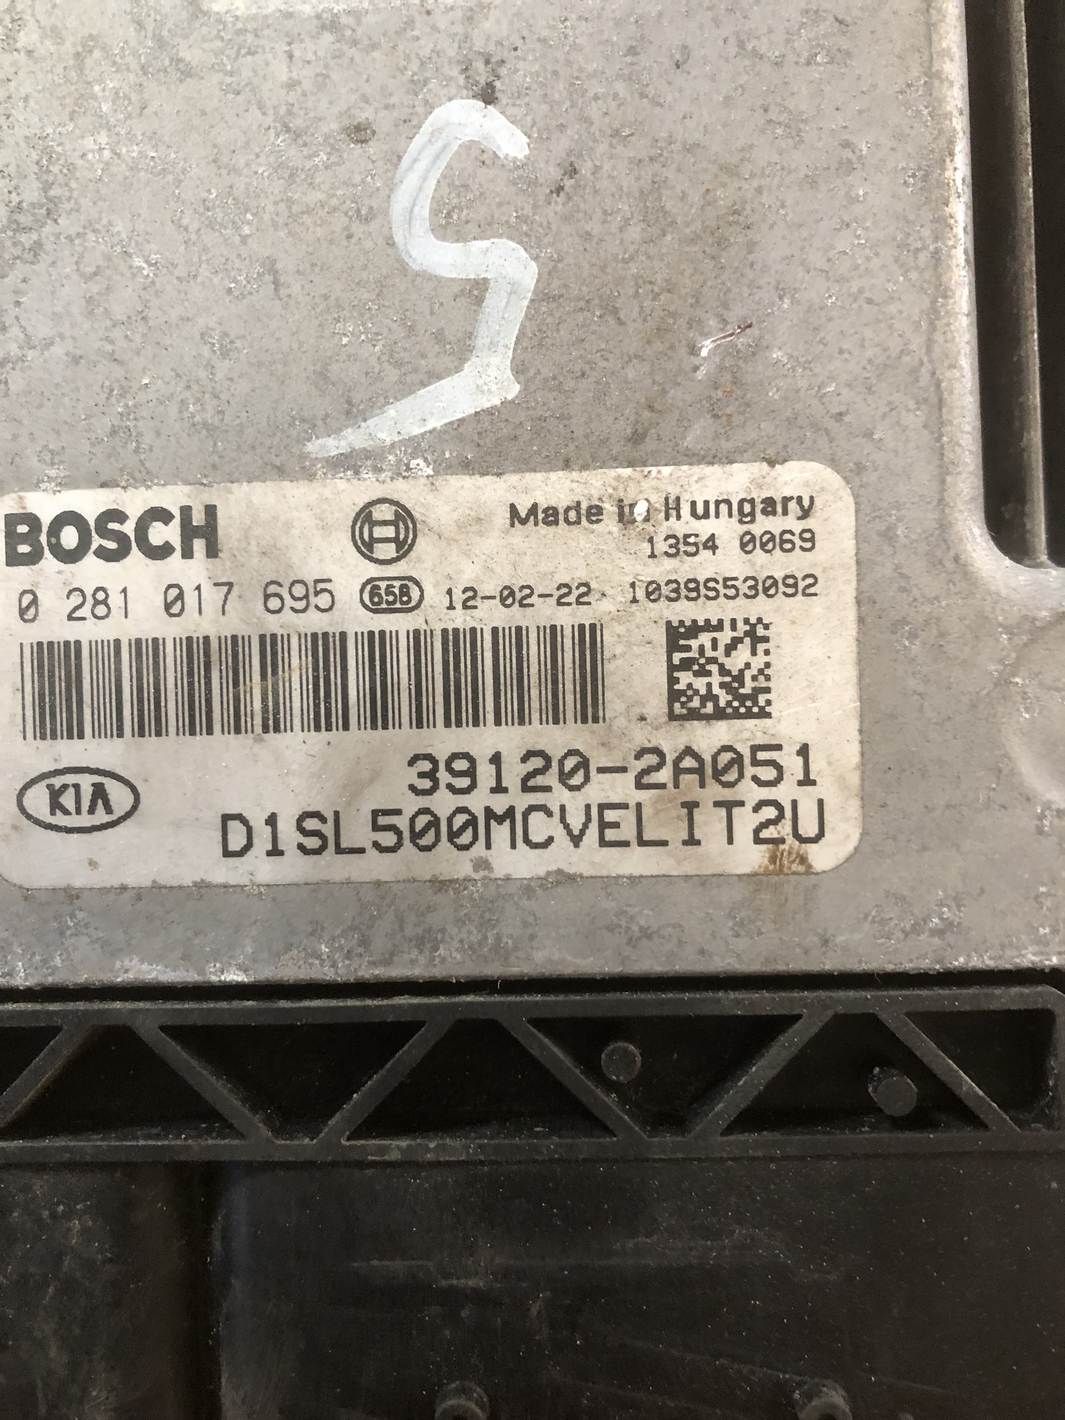 5
BOSCH
Made in Hungary
1354 0069
0 281 017 695 658 12-02-22 1039S53092
39120-2A051
KIA
D1SL500MCVELIT2U